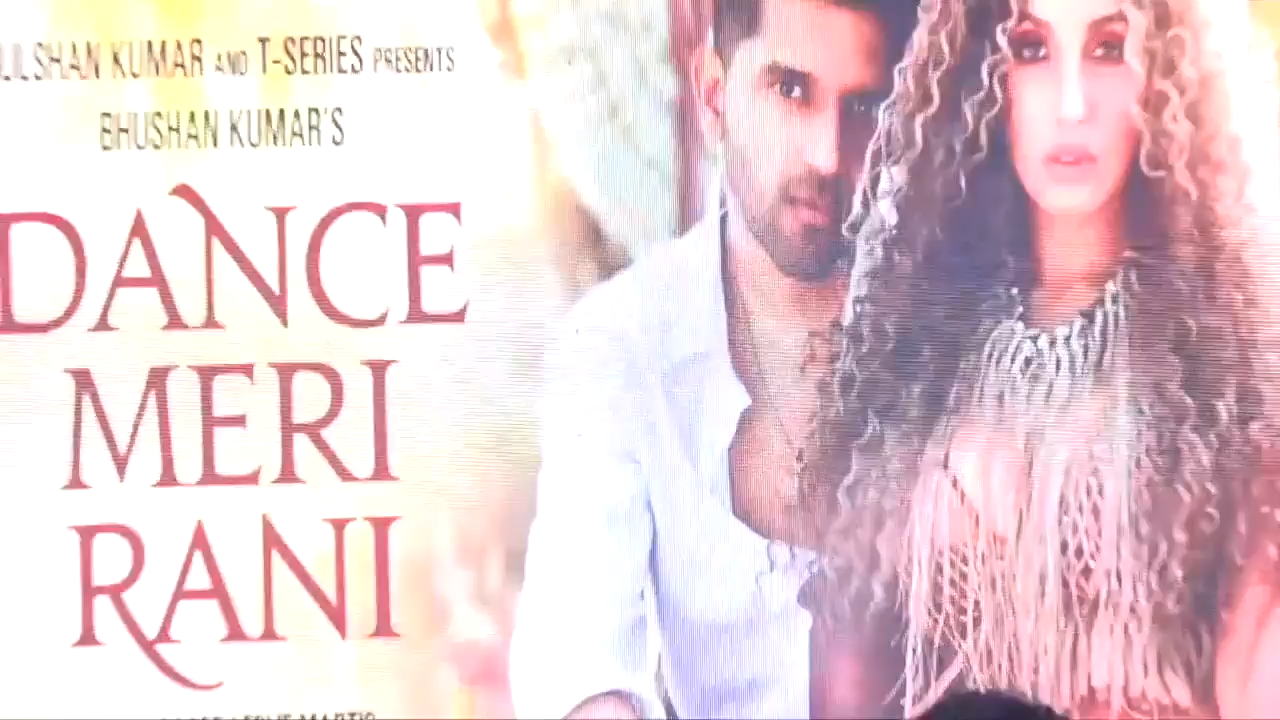 ULSHAN KUMAR AND T-SERIES PRESENTS
BHUSHAN KUMAR'S
DANCE
MERI
RANI